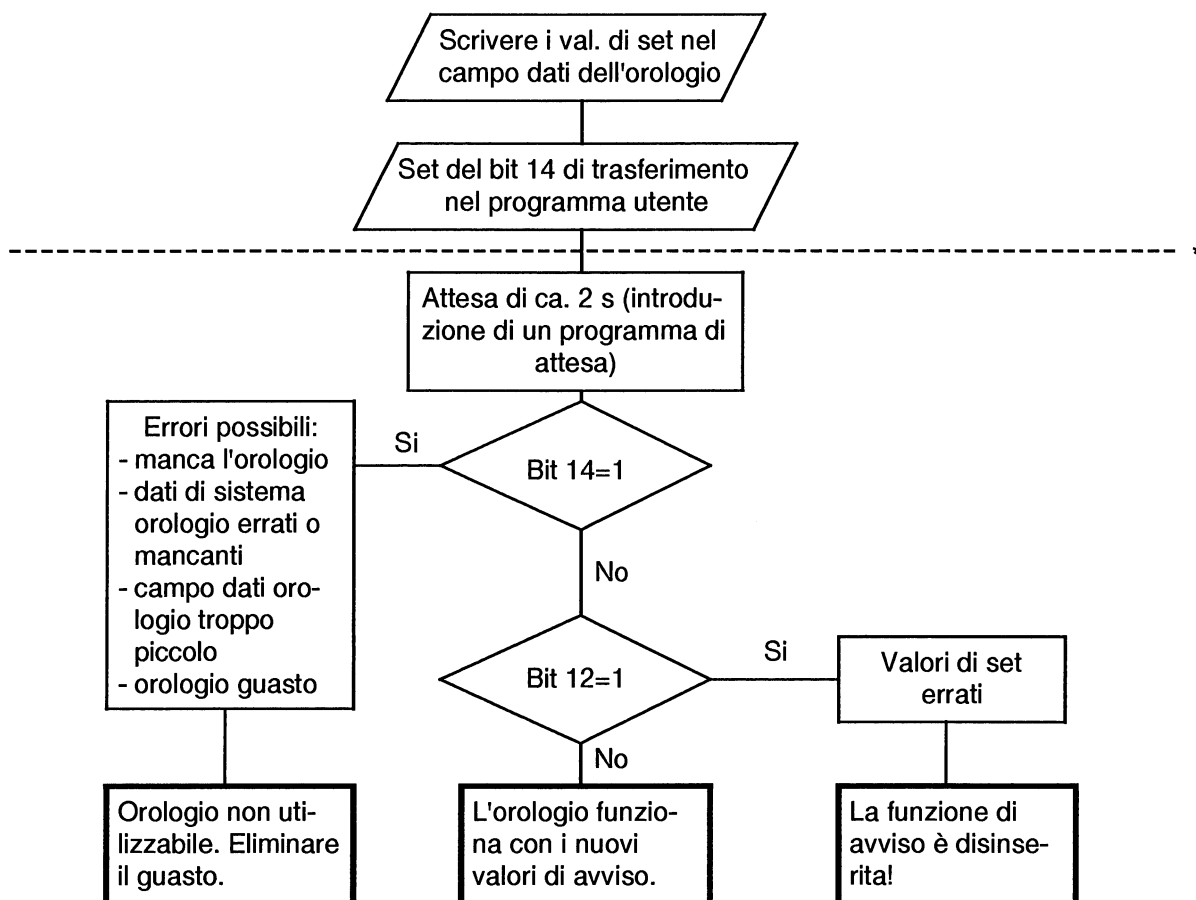 Scrivere i val. di set nel
campo dati dell'orologio
Set del bit 14 di trasferimento
nel programma utente
*
Attesa di ca. 2 s (introdu-
zione di un programma di
attesa)
Errori possibili:
- manca l'orologio
- dati di sistema
orologio errati o
mancanti
- campo dati oro-
logio troppo
piccolo
- orologio guasto
Si
Bit 14=1
No
Bit 12=1
Si
Valori di set
errati
No
Orologio non uti-
lizzabile. Eliminare
il guasto.
L'orologio funzio-
na con i nuovi
valori di avviso.
La funzione di
avviso è disinse-
rita!